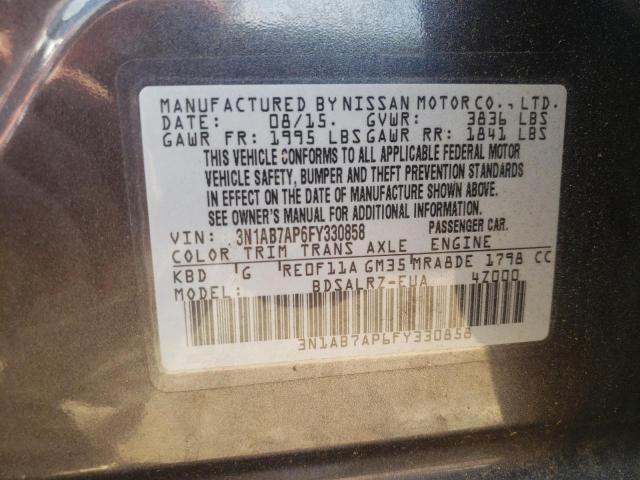 MANUFACTURED BY NISSAN MOTOR CO., LTD.
DATE: 08/15. GVWR: 3836 LBS
GAWR FR: 1995 LBS GAWR RR: 1841 LBS
THIS VEHICLE CONFORMS TO ALL APPLICABLE FEDERAL MOTOR
VEHICLE SAFETY, BUMPER AND THEFT PREVENTION STANDARDS
IN EFFECT ON THE DATE OF MANUFACTURE SHOWN ABOVE.
SEE OWNER'S MANUAL FOR ADDITIONAL INFORMATION.
VIN: 3N1AB7AP6FY330858 PASSENGER CAR.
COLOR TRIM TRANS AXLE ENGINE
KBD G RE0F11A GM35 MRA8DE 1798 CC
MODEL: BDSALRZ-EUA 4Z000
3N1AB7AP6FY330858